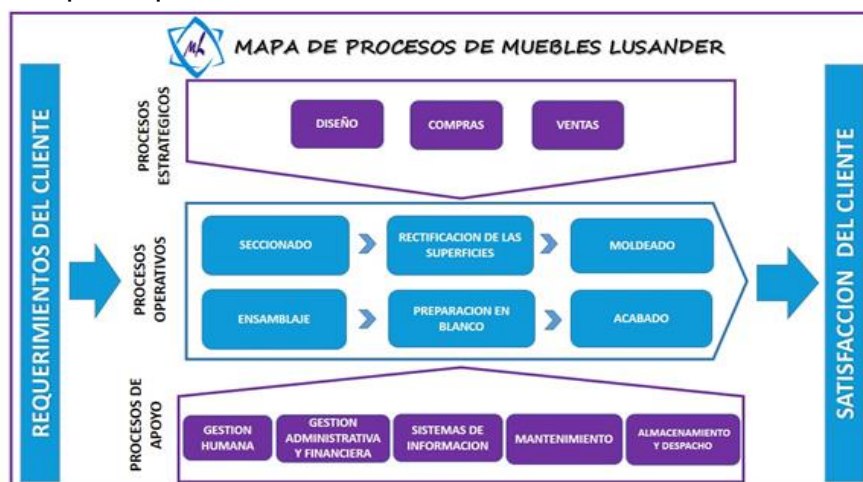 MAPA DE PROCESOS DE MUEBLES LUSANDER
REQUERIMIENTOS DEL CLIENTE
PROCESOS
ESTRATEGICOS
DISEÑO
COMPRAS
VENTAS
PROCESOS
OPERATIVOS
SECCIONADO
RECTIFICACION DE LAS
SUPERFICIES
MOLDEADO
ENSAMBLAJE
PREPARACION EN
BLANCO
ACABADO
PROCESOS DE
APOYO
GESTION
HUMANA
GESTION
ADMINISTRATIVA
Y FINANCIERA
SISTEMAS DE
INFORMACION
MANTENIMIENTO
ALMACENAMIENTO
Y DESPACHO
SATISFACCION DEL CLIENTE